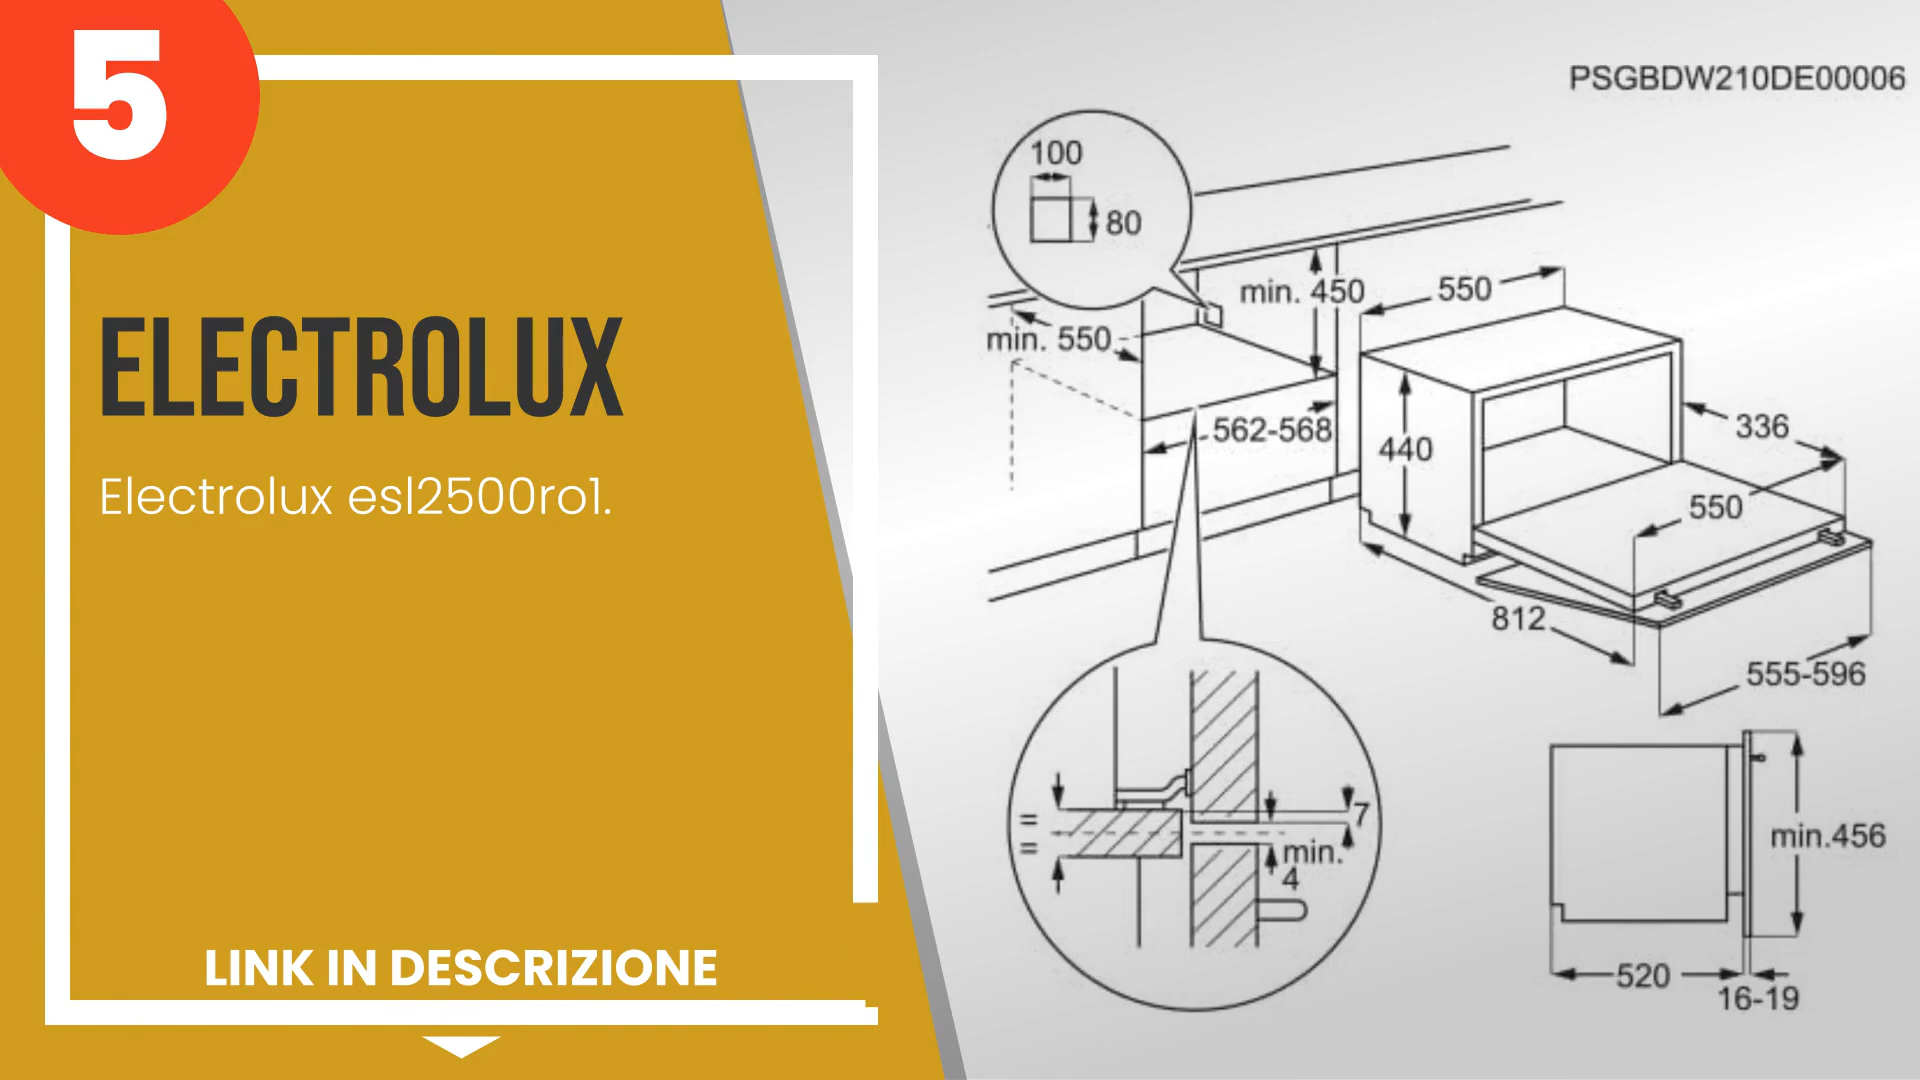 5
ELECTROLUX
Electrolux esl2500ro1.
LINK IN DESCRIZIONE
PSGBDW210DE00006
100
80
min. 450
550
min. 550
562-568
440
336
550
812
555-596
=
=
7
min.
4
min.456
520
16-19